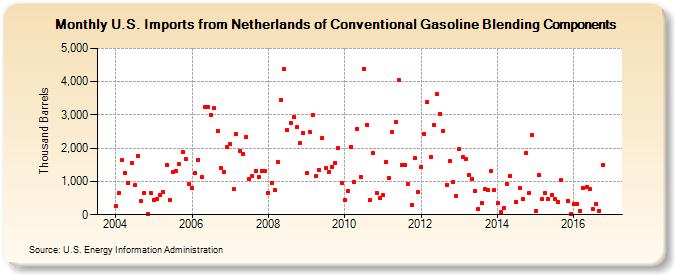 Monthly U.S. Imports from Netherlands of Conventional Gasoline Blending Components
Thousand Barrels
5,000
4,000
3,000
2,000
1,000
0
2004 2006 2008 2010 2012 2014 2016
Source: U.S. Energy Information Administration